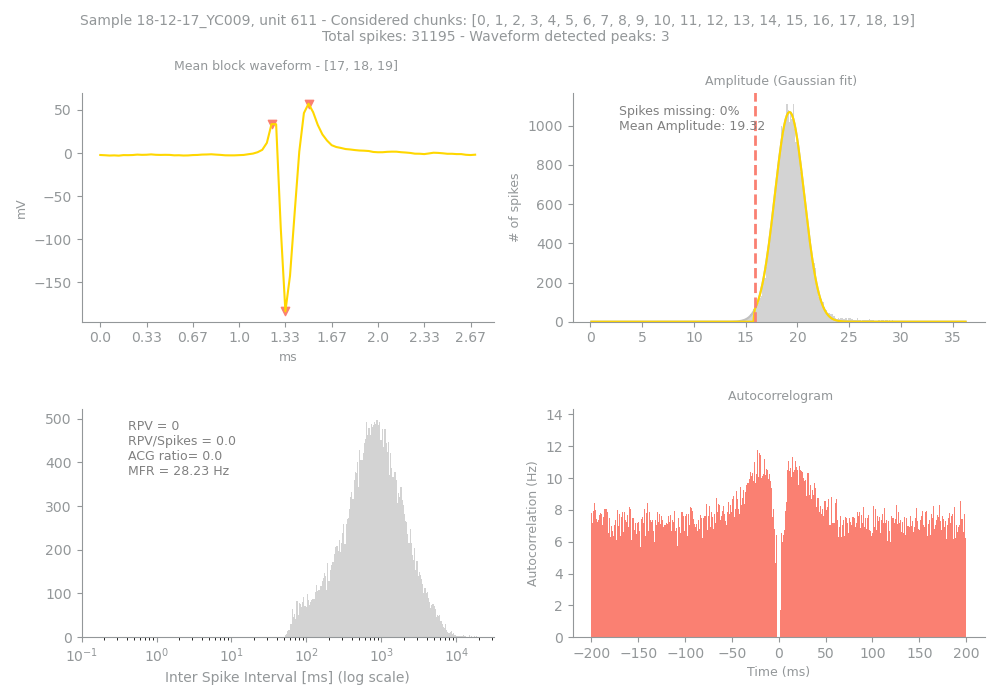 Sample 18-12-17_YC009, unit 611 - Considered chunks: [0, 1, 2, 3, 4, 5, 6, 7, 8, 9, 10, 11, 12, 13, 14, 15, 16, 17, 18, 19]
Total spikes: 31195 - Waveform detected peaks: 3
Mean block waveform - [17, 18, 19]
50
0
−50
−100
−150
mV
0.0 0.33 0.67 1.0 1.33 1.67 2.0 2.33 2.67
ms
Amplitude (Gaussian fit)
Spikes missing: 0%
Mean Amplitude: 19.32
1000
800
600
400
200
0
# of spikes
0 5 10 15 20 25 30 35
RPV = 0
RPV/Spikes = 0.0
ACG ratio= 0.0
MFR = 28.23 Hz
500
400
300
200
100
0
10⁻¹ 10⁰ 10¹ 10² 10³ 10⁴
Inter Spike Interval [ms] (log scale)
Autocorrelogram
14
12
10
8
6
4
2
0
Autocorrelation (Hz)
−200 −150 −100 −50 0 50 100 150 200
Time (ms)